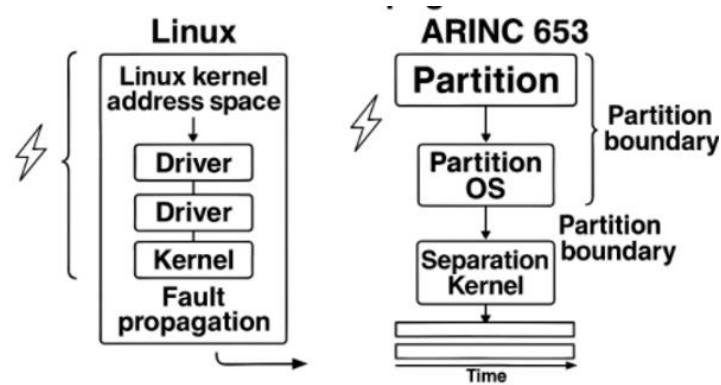 Linux
Linux kernel
address space
Driver
Driver
Kernel
Fault
propagation
ARINC 653
Partition
Partition
boundary
Partition
OS
Partition
boundary
Separation
Kernel
Time